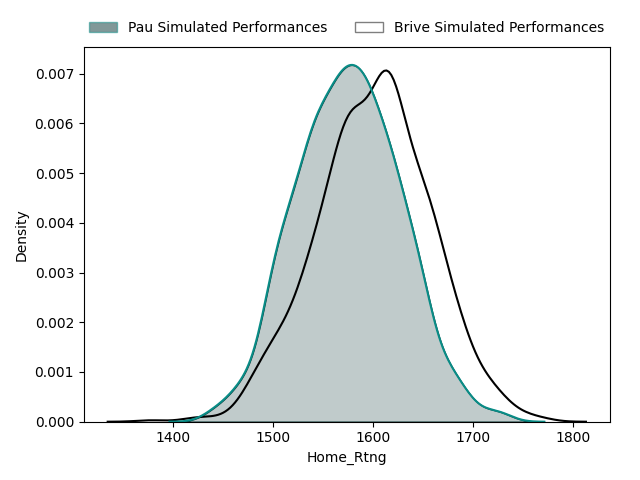 Pau Simulated Performances
Brive Simulated Performances
0.007
0.006
0.005
0.004
0.003
0.002
0.001
0.000
Density
1400 1500 1600 1700 1800
Home_Rtng